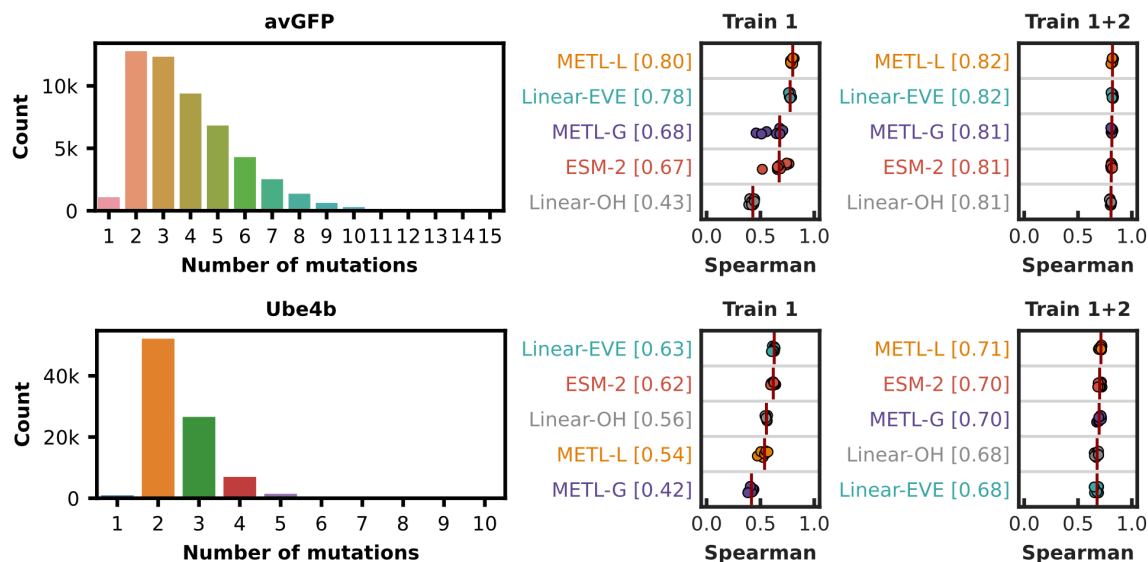 avGFP
Count
10k
5k
0
1 2 3 4 5 6 7 8 9 10 11 12 13 14 15
Number of mutations
Train 1
METL-L [0.80]
Linear-EVE [0.78]
METL-G [0.68]
ESM-2 [0.67]
Linear-OH [0.43]
0.0 0.5 1.0
Spearman
Train 1+2
METL-L [0.82]
Linear-EVE [0.82]
METL-G [0.81]
ESM-2 [0.81]
Linear-OH [0.81]
0.0 0.5 1.0
Spearman
Ube4b
Count
40k
20k
0
1 2 3 4 5 6 7 8 9 10
Number of mutations
Train 1
Linear-EVE [0.63]
ESM-2 [0.62]
Linear-OH [0.56]
METL-L [0.54]
METL-G [0.42]
0.0 0.5 1.0
Spearman
Train 1+2
METL-L [0.71]
ESM-2 [0.70]
METL-G [0.70]
Linear-OH [0.68]
Linear-EVE [0.68]
0.0 0.5 1.0
Spearman